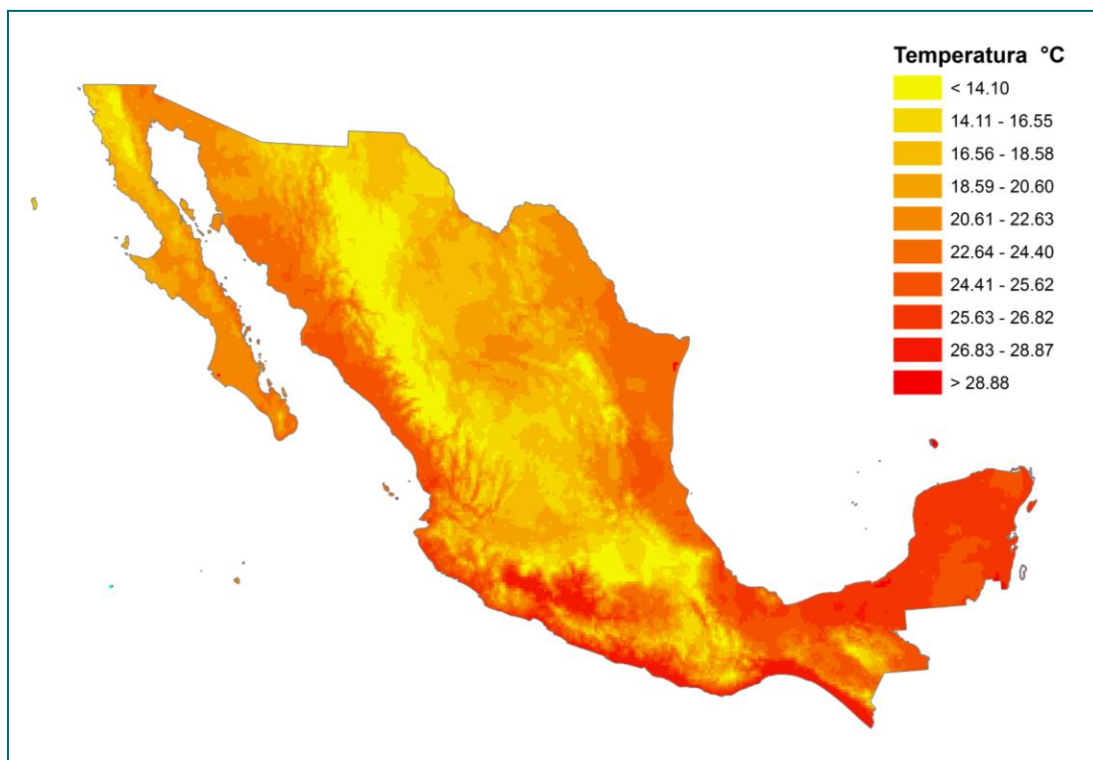 Temperatura °C
< 14.10
14.11 - 16.55
16.56 - 18.58
18.59 - 20.60
20.61 - 22.63
22.64 - 24.40
24.41 - 25.62
25.63 - 26.82
26.83 - 28.87
> 28.88